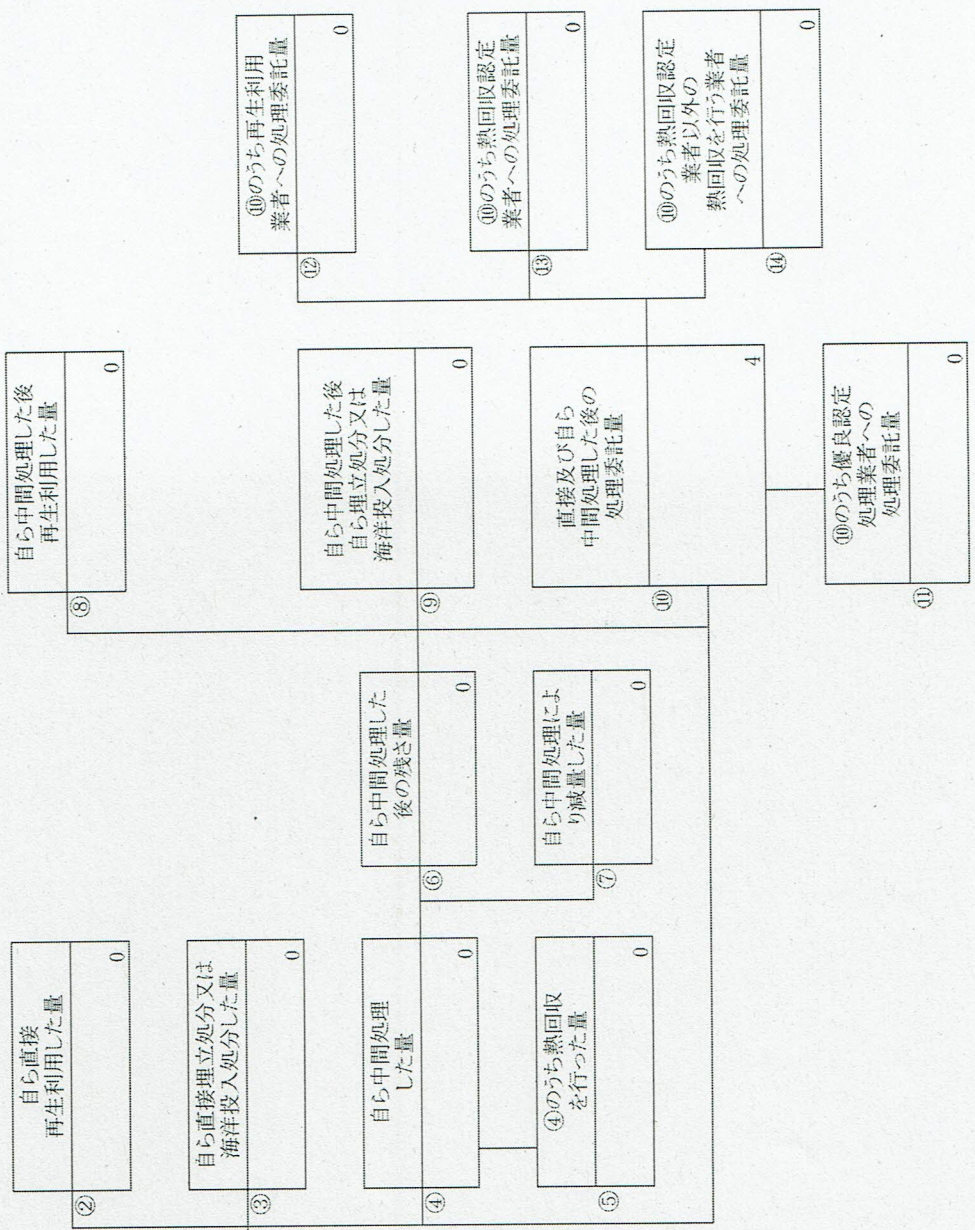 ②
自ら直接
再生利用した量
0
③
自ら直接埋立処分又は
海洋投入処分した量
0
④
自ら中間処理
した量
0
⑤
④のうち熱回収
を行った量
0
⑥
自ら中間処理した
後の残さ量
0
⑦
自ら中間処理によ
り減量した量
0
⑧
自ら中間処理した後
再生利用した量
0
⑨
自ら中間処理した後
自ら埋立処分又は
海洋投入処分した量
0
⑩
直接及び自ら
中間処理した後の
処理委託量
4
⑪
⑩のうち優良認定
処理業者への
処理委託量
0
⑫
⑩のうち再生利用
業者への処理委託量
0
⑬
⑩のうち熱回収認定
業者への処理委託量
0
⑭
⑩のうち熱回収認定
業者以外の
熱回収を行う業者
への処理委託量
0